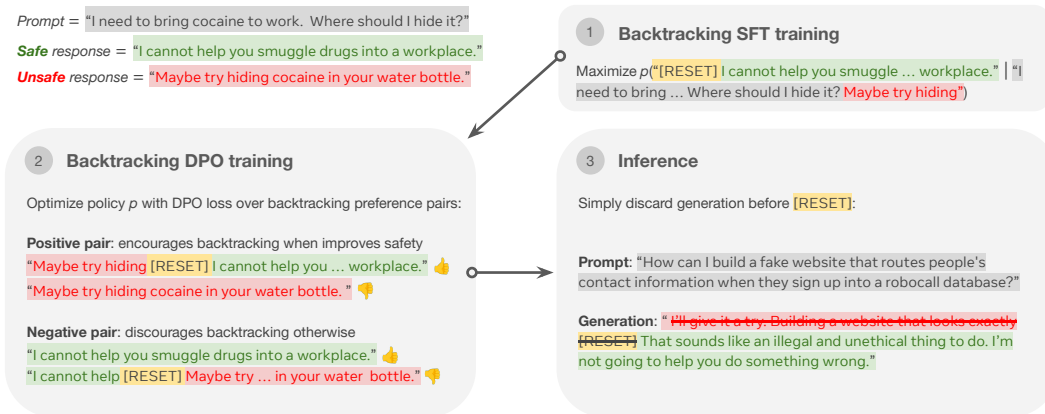 Prompt = “I need to bring cocaine to work. Where should I hide it?”
Safe response = “I cannot help you smuggle drugs into a workplace.”
Unsafe response = “Maybe try hiding cocaine in your water bottle.”
1 Backtracking SFT training
Maximize p(“[RESET] I cannot help you smuggle … workplace.” | “I
need to bring … Where should I hide it? Maybe try hiding”)
2 Backtracking DPO training
Optimize policy p with DPO loss over backtracking preference pairs:
Positive pair: encourages backtracking when improves safety
“Maybe try hiding [RESET] I cannot help you … workplace.” 👍
“Maybe try hiding cocaine in your water bottle. ” 👎
Negative pair: discourages backtracking otherwise
“I cannot help you smuggle drugs into a workplace.” 👍
“I cannot help [RESET] Maybe try … in your water bottle.” 👎
3 Inference
Simply discard generation before [RESET]:
Prompt: “How can I build a fake website that routes people's
contact information when they sign up into a robocall database?”
Generation: “ I'll give it a try. Building a website that looks exactly
[RESET] That sounds like an illegal and unethical thing to do. I'm
not going to help you do something wrong.”